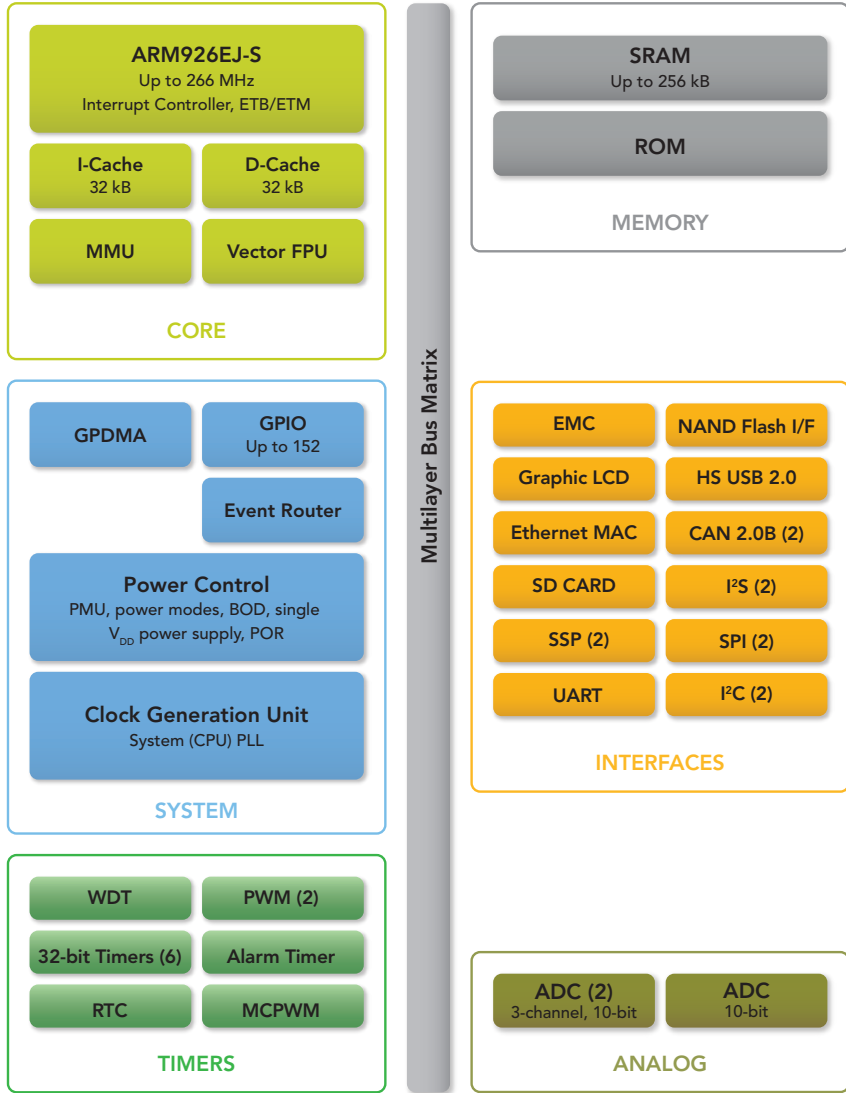 ARM926EJ-S
Up to 266 MHz
Interrupt Controller, ETB/ETM
I-Cache
32 kB
D-Cache
32 kB
MMU
Vector FPU
CORE
GPDMA
GPIO
Up to 152
Event Router
Power Control
PMU, power modes, BOD, single
V_DD power supply, POR
Clock Generation Unit
System (CPU) PLL
SYSTEM
WDT
PWM (2)
32-bit Timers (6)
Alarm Timer
RTC
MCPWM
TIMERS
Multilayer Bus Matrix
SRAM
Up to 256 kB
ROM
MEMORY
EMC
NAND Flash I/F
Graphic LCD
HS USB 2.0
Ethernet MAC
CAN 2.0B (2)
SD CARD
I²S (2)
SSP (2)
SPI (2)
UART
I²C (2)
INTERFACES
ADC (2)
3-channel, 10-bit
ADC
10-bit
ANALOG